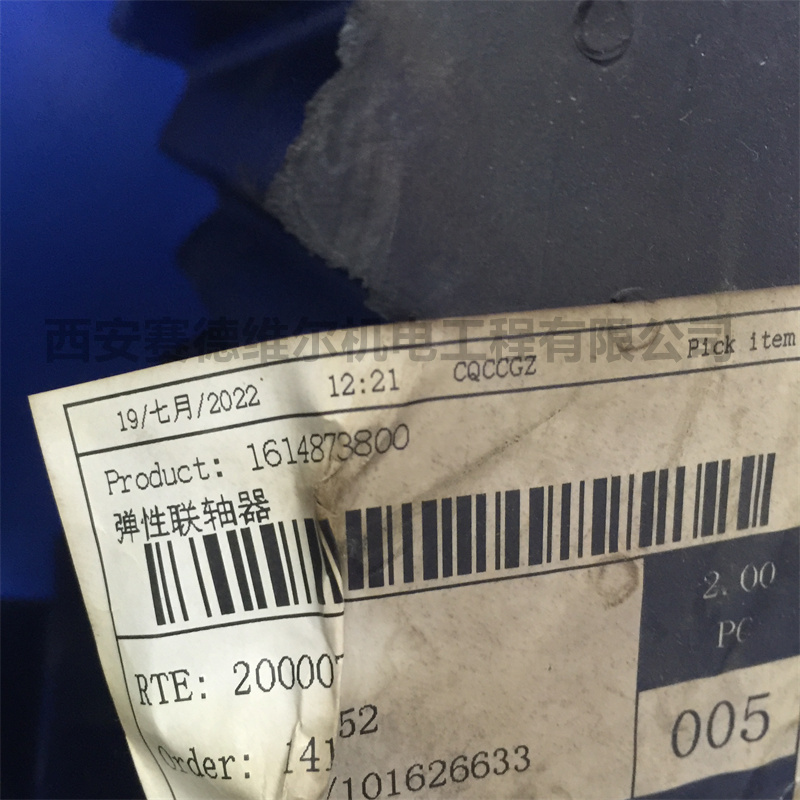 西安赛德维尔机电工程有限公司
19/七月/2022 12:21 CQCCGZ Pick item
Product: 1614873800
弹性联轴器
2.00
PC
RTE: 20000
52
005
Order: 141
/101626633